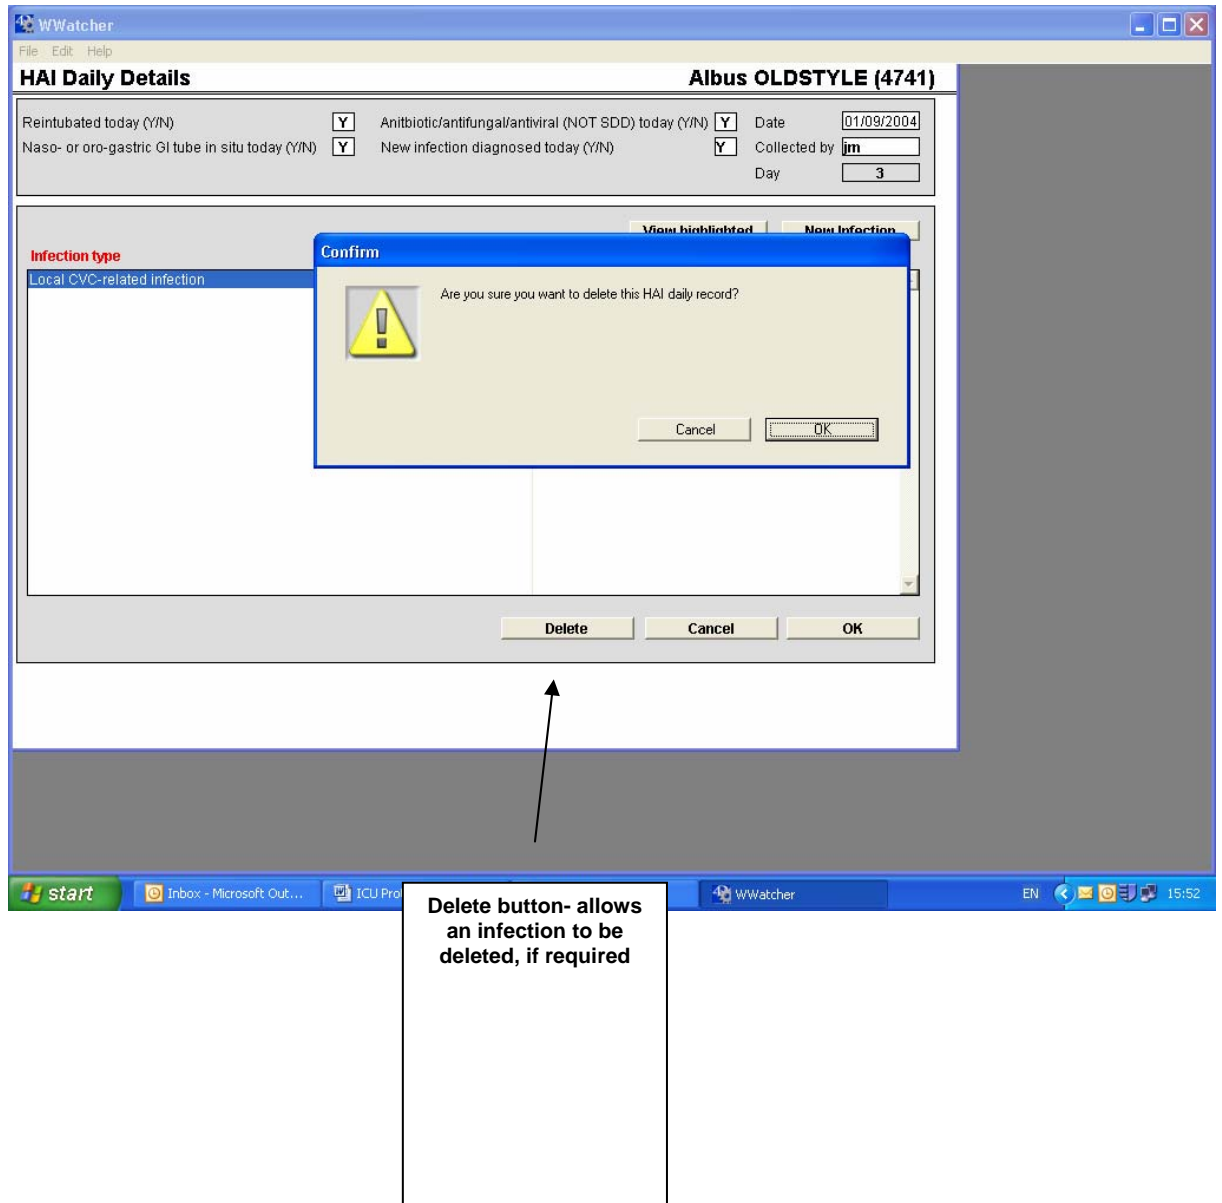 WWatcher
File Edit Help
HAI Daily Details Albus OLDSTYLE (4741)
Reintubated today (Y/N) Y Anitbiotic/antifungal/antiviral (NOT SDD) today (Y/N) Y Date 01/09/2004
Naso- or oro-gastric GI tube in situ today (Y/N) Y New infection diagnosed today (Y/N) Y Collected by jm
Day 3
View highlighted New Infection
Infection type
Local CVC-related infection
Confirm
Are you sure you want to delete this HAI daily record?
Cancel OK
Delete Cancel OK
start Inbox - Microsoft Out... ICU Pro WWatcher EN 15:52
Delete button- allows
an infection to be
deleted, if required